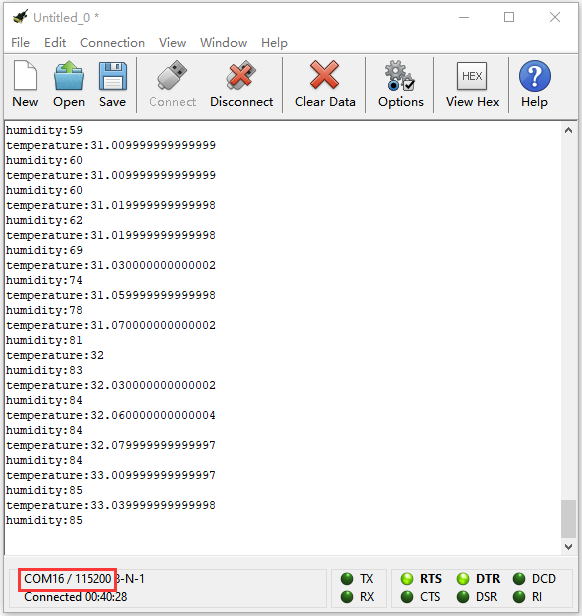 Untitled_0 *
File Edit Connection View Window Help
New Open Save Connect Disconnect Clear Data Options HEX View Hex Help
humidity:59
temperature:31.009999999999999
humidity:60
temperature:31.009999999999999
humidity:60
temperature:31.019999999999998
humidity:62
temperature:31.019999999999998
humidity:69
temperature:31.030000000000002
humidity:74
temperature:31.059999999999998
humidity:78
temperature:31.070000000000002
humidity:81
temperature:32
humidity:83
temperature:32.030000000000002
humidity:84
temperature:32.060000000000004
humidity:84
temperature:32.079999999999997
humidity:84
temperature:33.009999999999997
humidity:85
temperature:33.039999999999998
humidity:85
COM16 / 115200 8-N-1 TX RTS DTR DCD
Connected 00:40:28 RX CTS DSR RI